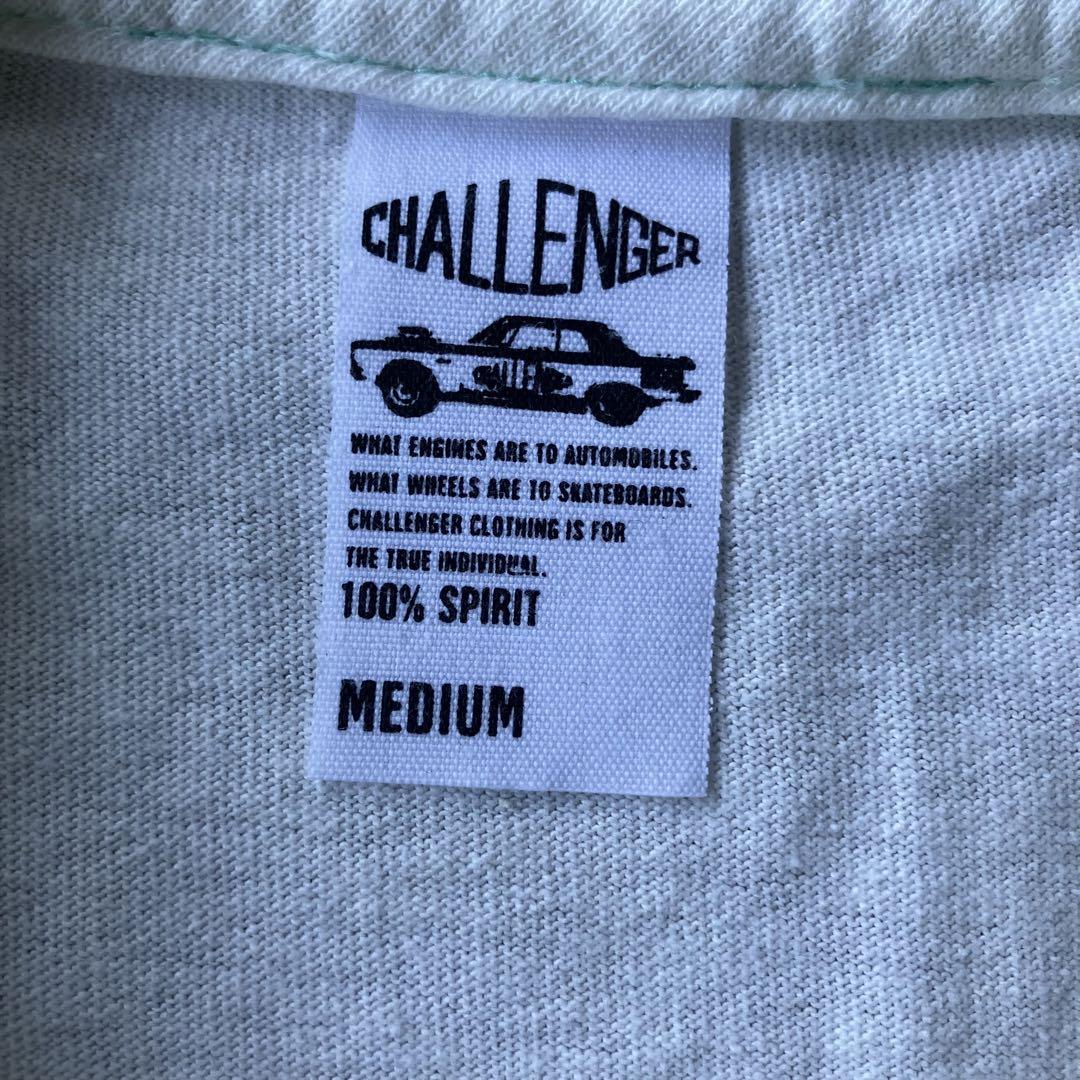 CHALLENGER
WHAT ENGINES ARE TO AUTOMOBILES.
WHAT WHEELS ARE TO SKATEBOARDS.
CHALLENGER CLOTHING IS FOR
THE TRUE INDIVIDUAL.
100% SPIRIT
MEDIUM